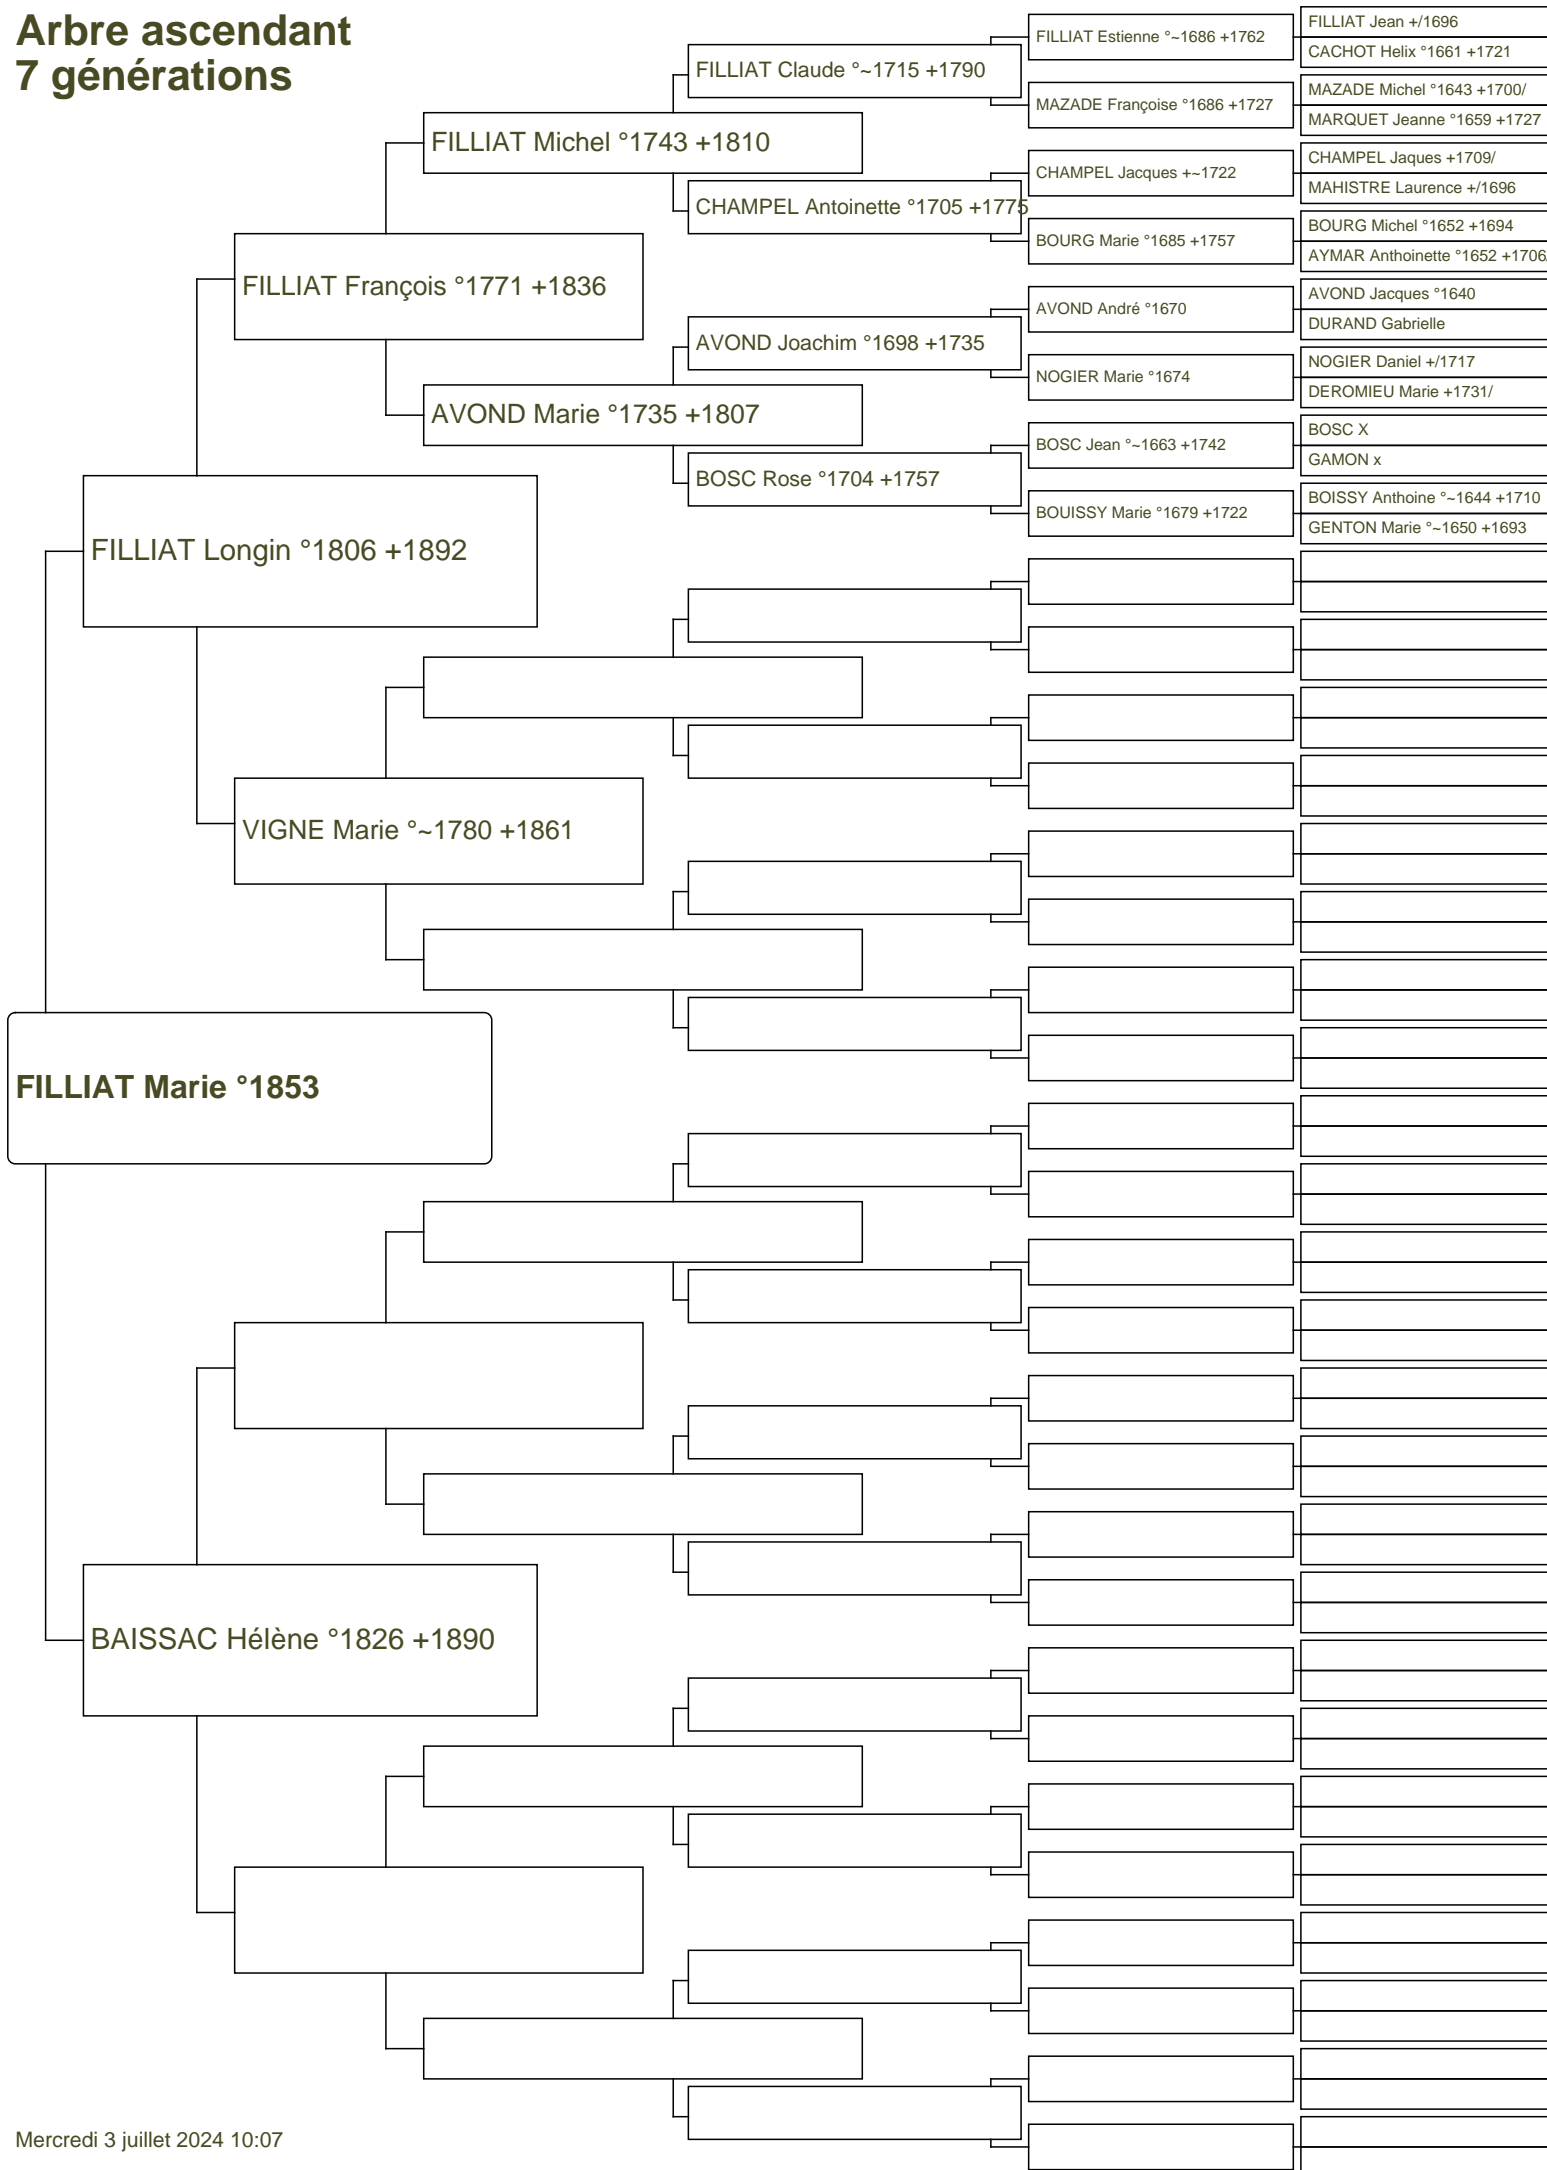 Arbre ascendant
7 générations
FILLIAT Marie °1853
FILLIAT Longin °1806 +1892
BAISSAC Hélène °1826 +1890
FILLIAT François °1771 +1836
VIGNE Marie °~1780 +1861
FILLIAT Michel °1743 +1810
AVOND Marie °1735 +1807
FILLIAT Claude °~1715 +1790
CHAMPEL Antoinette °1705 +1775
AVOND Joachim °1698 +1735
BOSC Rose °1704 +1757
FILLIAT Estienne °~1686 +1762
MAZADE Françoise °1686 +1727
CHAMPEL Jacques +~1722
BOURG Marie °1685 +1757
AVOND André °1670
NOGIER Marie °1674
BOSC Jean °~1663 +1742
BOUISSY Marie °1679 +1722
FILLIAT Jean +/1696
CACHOT Helix °1661 +1721
MAZADE Michel °1643 +1700/
MARQUET Jeanne °1659 +1727
CHAMPEL Jaques +1709/
MAHISTRE Laurence +/1696
BOURG Michel °1652 +1694
AYMAR Anthoinette °1652 +1706/
AVOND Jacques °1640
DURAND Gabrielle
NOGIER Daniel +/1717
DEROMIEU Marie +1731/
BOSC X
GAMON x
BOISSY Anthoine °~1644 +1710
GENTON Marie °~1650 +1693
Mercredi 3 juillet 2024 10:07